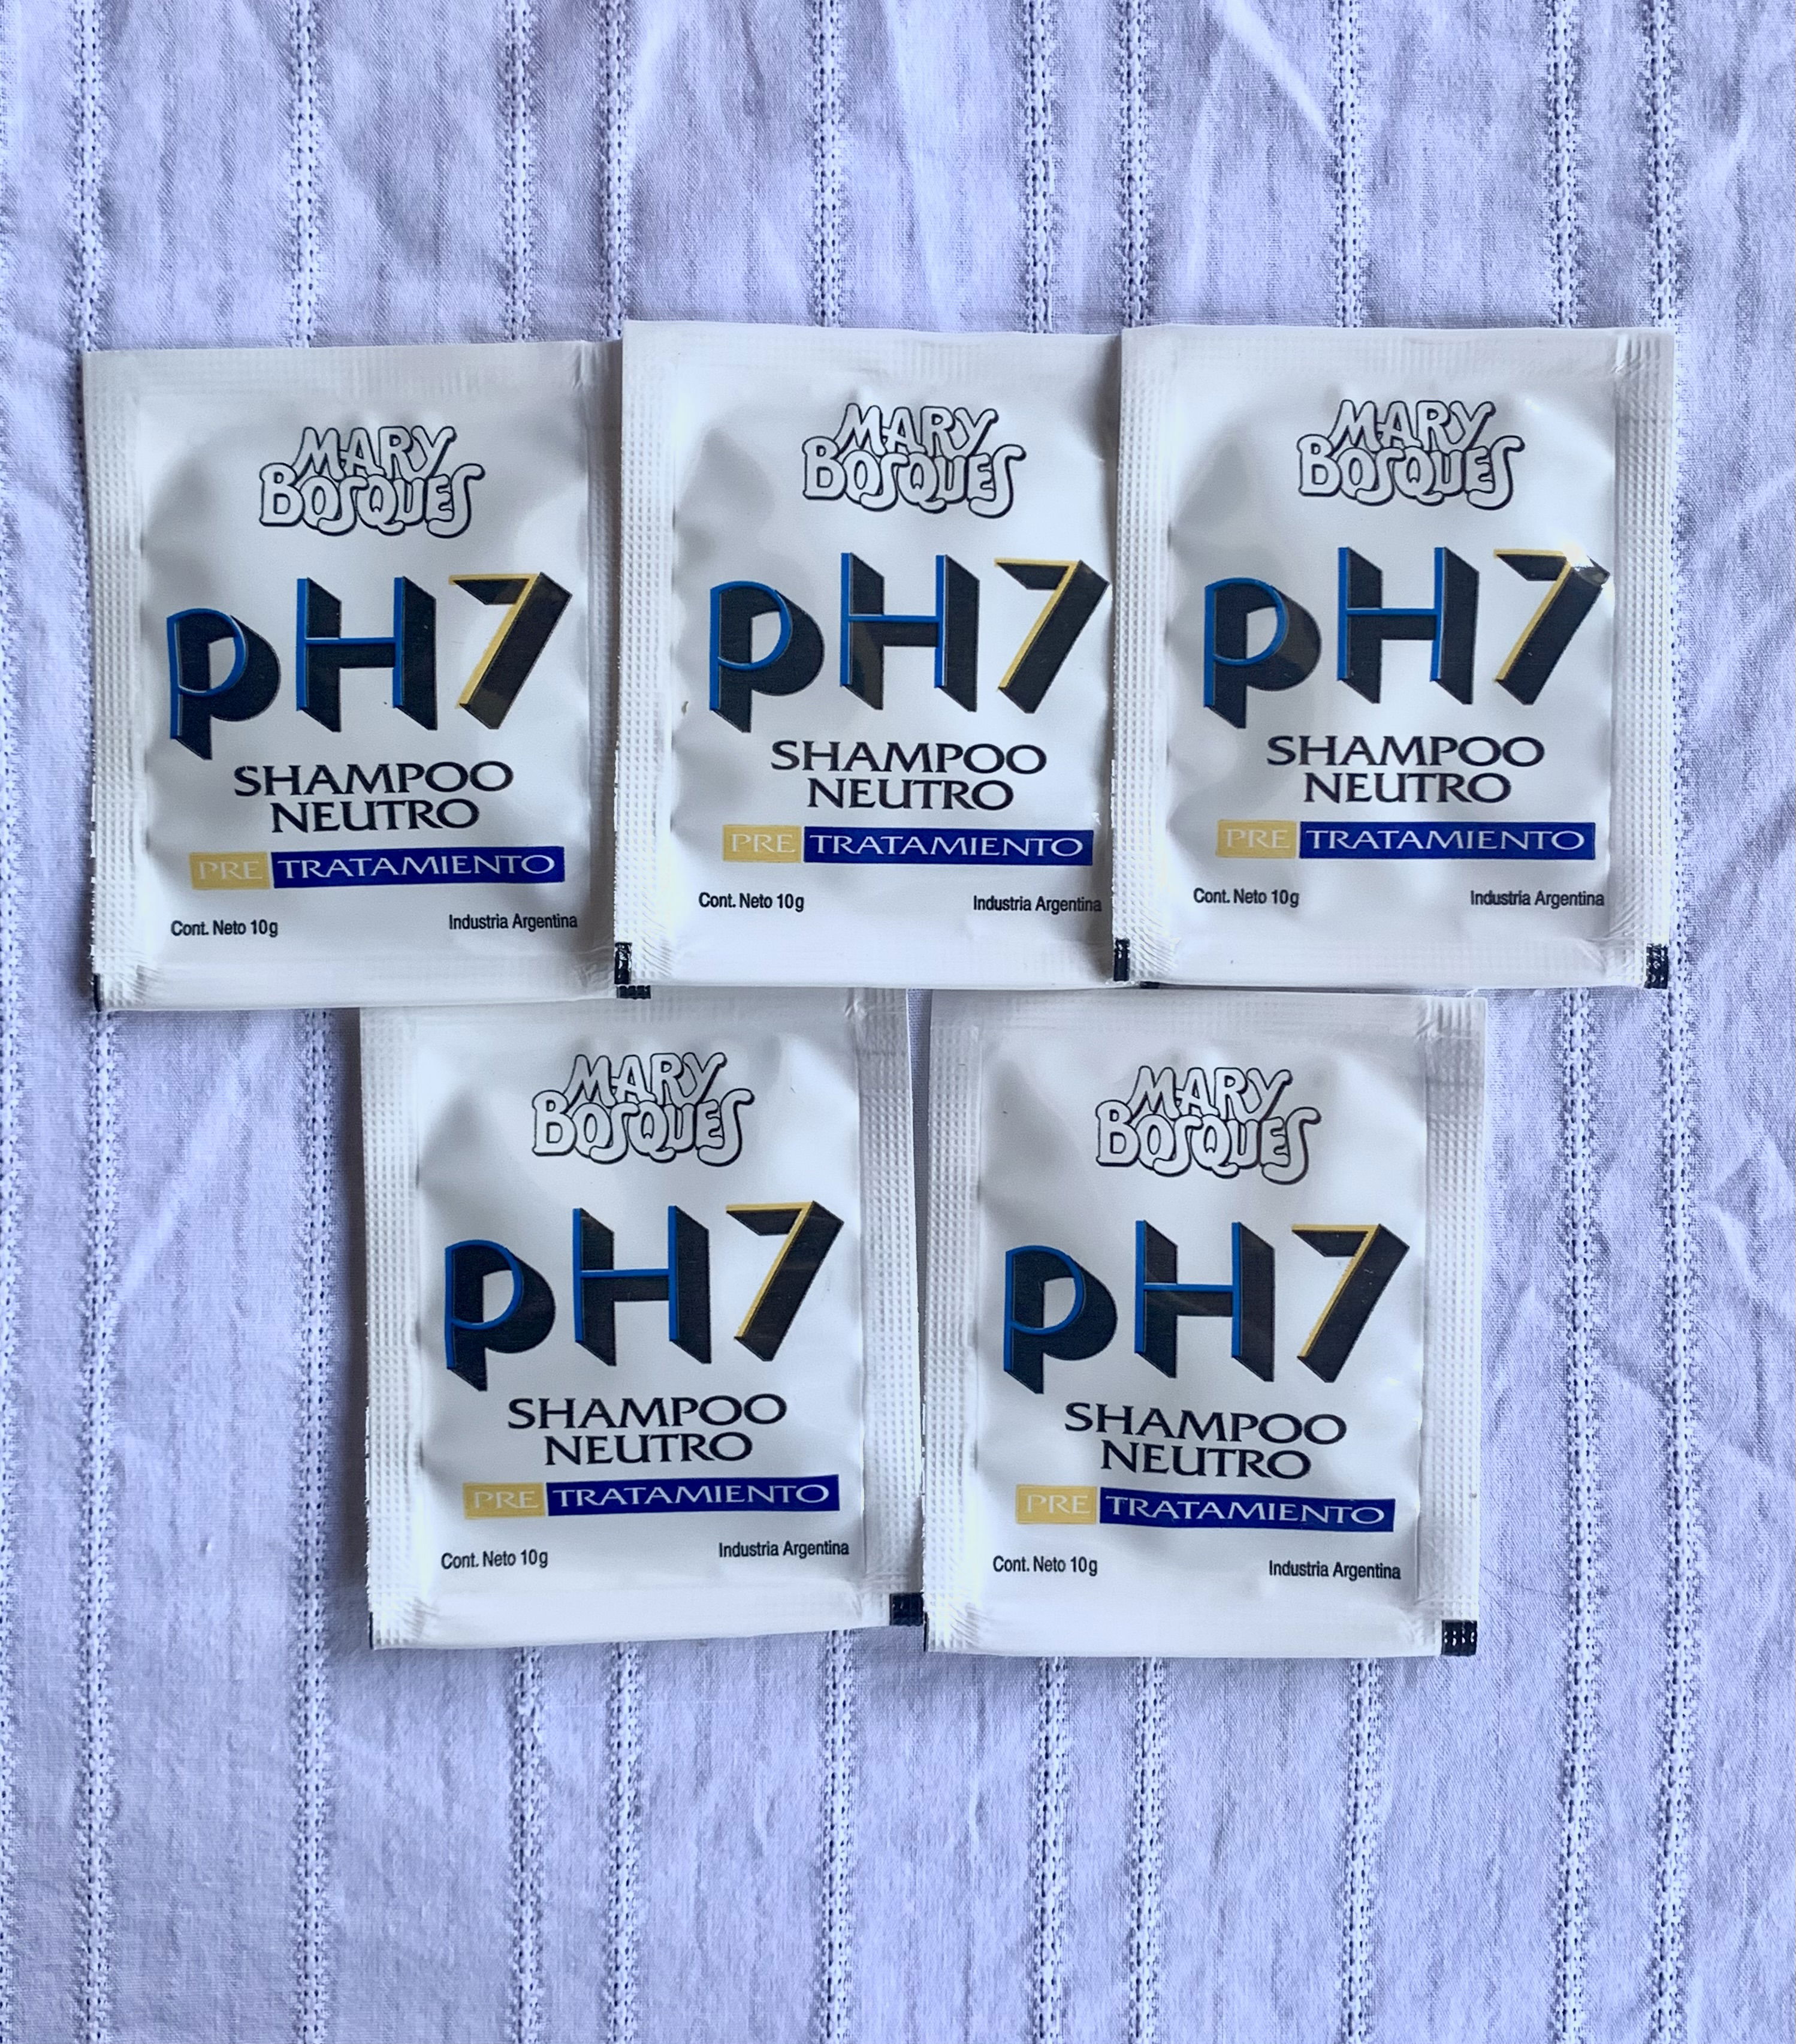 MARY
BOSQUES
pH7
SHAMPOO
NEUTRO
PRE TRATAMIENTO
Cont. Neto 10g Industria Argentina
MARY
BOSQUES
pH7
SHAMPOO
NEUTRO
PRE TRATAMIENTO
Cont. Neto 10g Industria Argentina
MARY
BOSQUES
pH7
SHAMPOO
NEUTRO
PRE TRATAMIENTO
Cont. Neto 10g Industria Argentina
MARY
BOSQUES
pH7
SHAMPOO
NEUTRO
PRE TRATAMIENTO
Cont. Neto 10g Industria Argentina
MARY
BOSQUES
pH7
SHAMPOO
NEUTRO
PRE TRATAMIENTO
Cont. Neto 10g Industria Argentina